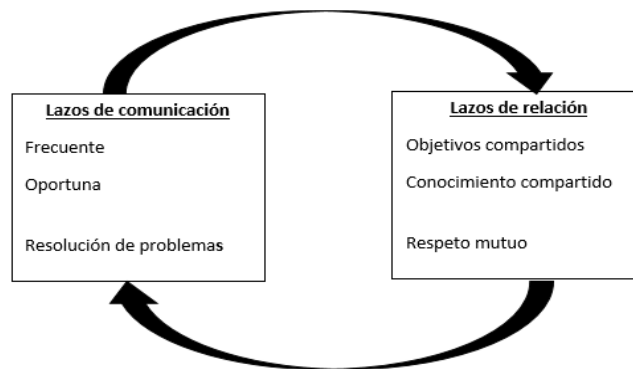 Lazos de comunicación
Frecuente
Oportuna
Resolución de problemas
Lazos de relación
Objetivos compartidos
Conocimiento compartido
Respeto mutuo